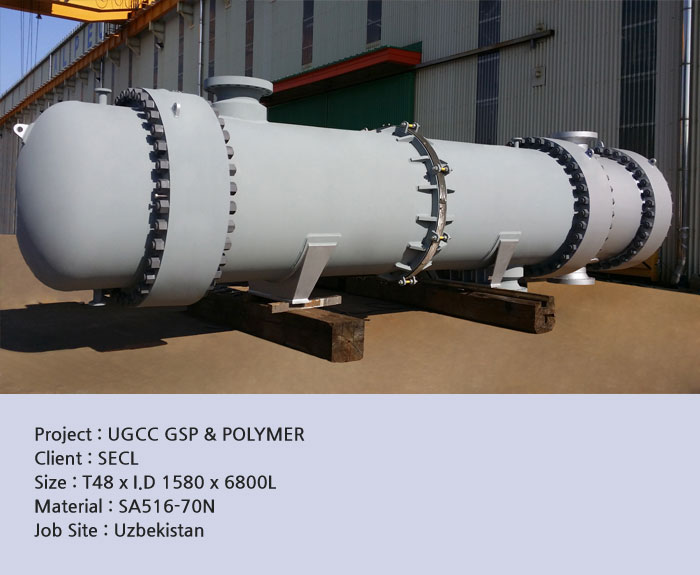 Project : UGCC GSP & POLYMER
Client : SECL
Size : T48 x I.D 1580 x 6800L
Material : SA516-70N
Job Site : Uzbekistan